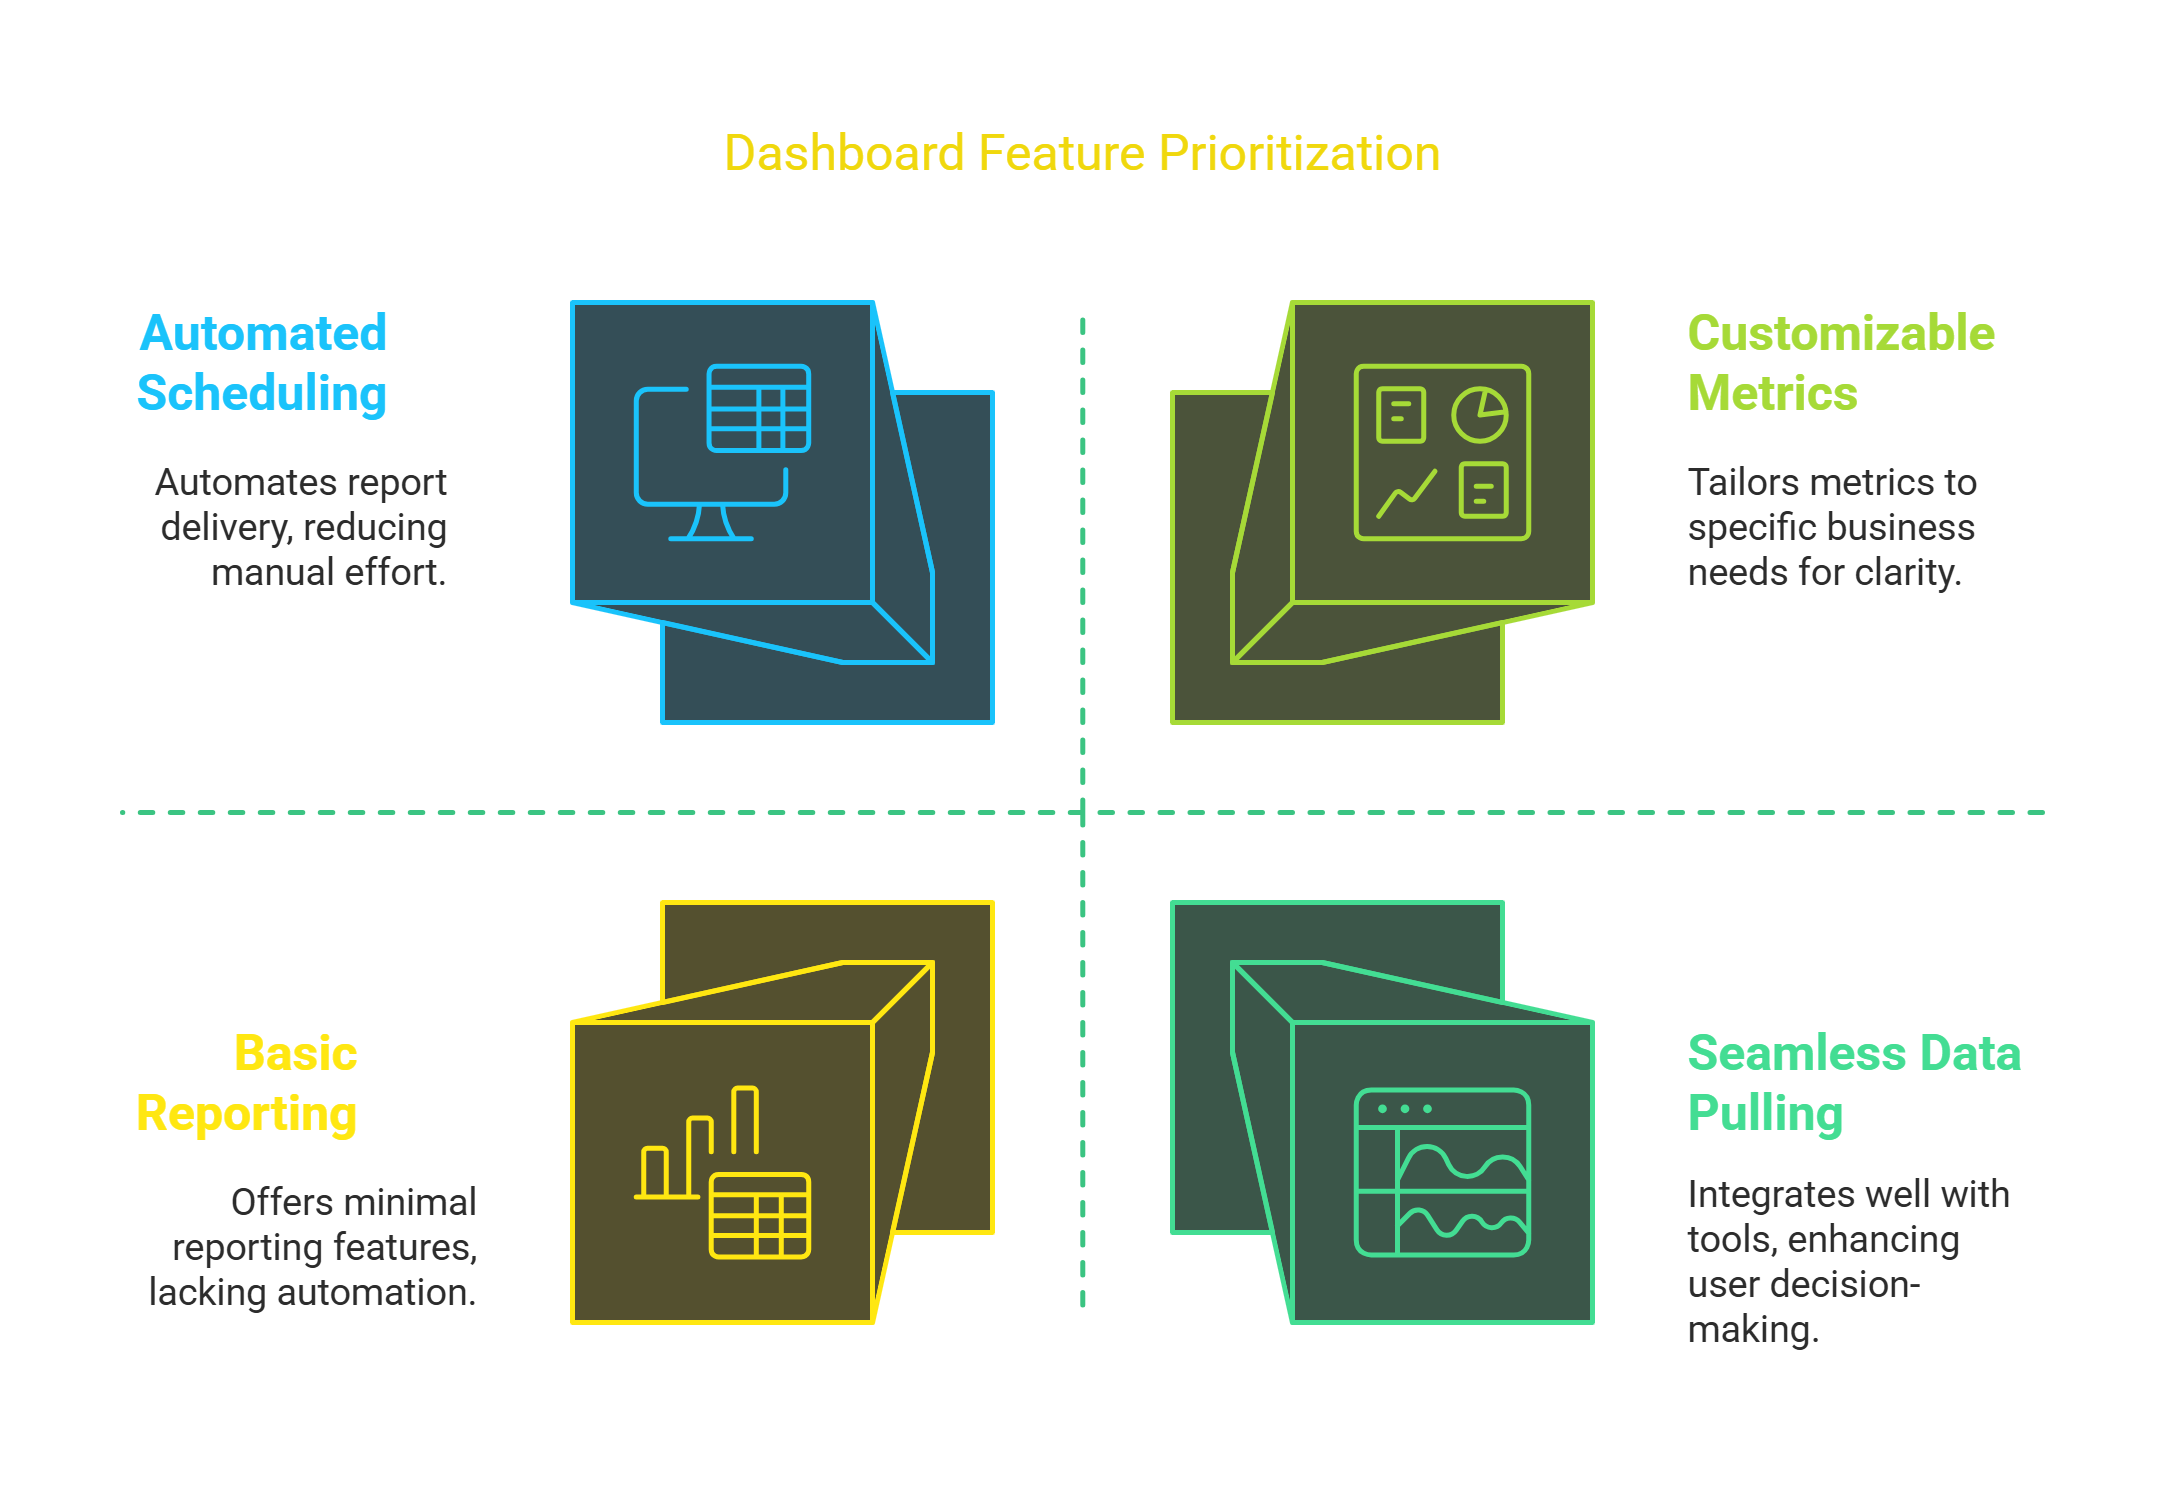 Dashboard Feature Prioritization
Automated
Scheduling
Automates report
delivery, reducing
manual effort.
Customizable
Metrics
Tailors metrics to
specific business
needs for clarity.
Basic
Reporting
Offers minimal
reporting features,
lacking automation.
Seamless Data
Pulling
Integrates well with
tools, enhancing
user decision-
making.